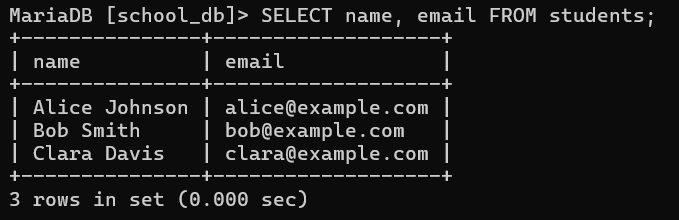 MariaDB [school_db]> SELECT name, email FROM students;
+---------------+-------------------+
| name          | email             |
+---------------+-------------------+
| Alice Johnson | alice@example.com |
| Bob Smith     | bob@example.com   |
| Clara Davis   | clara@example.com |
+---------------+-------------------+
3 rows in set (0.000 sec)